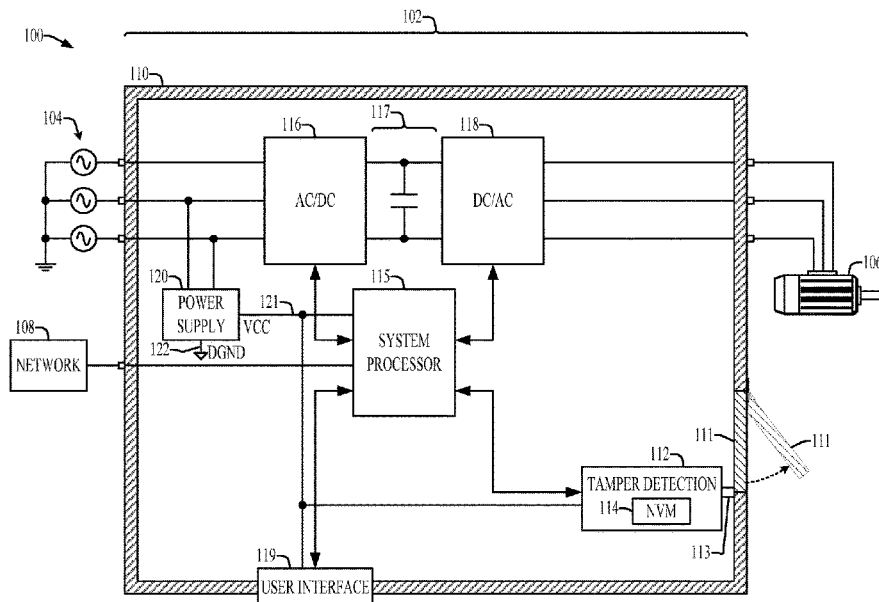 102
100
110
104
116
117
118
AC/DC
DC/AC
120
POWER
SUPPLY
121
VCC
122
DGND
115
SYSTEM
PROCESSOR
106
108
NETWORK
111
111
112
TAMPER DETECTION
114
NVM
113
119
USER INTERFACE